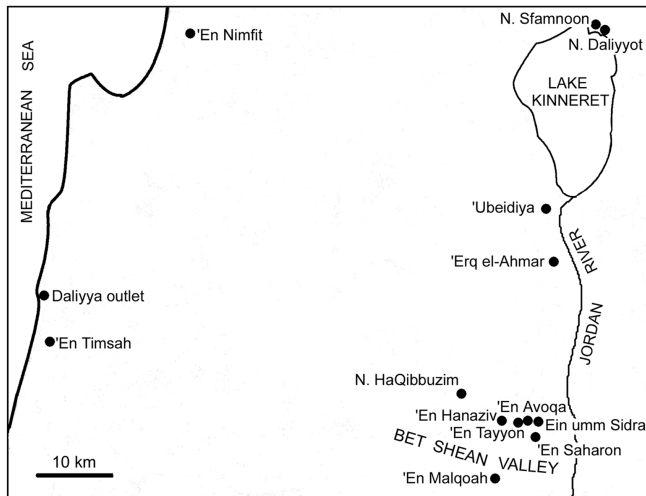 N. Sfamnoon
'En Nimfit
N. Daliyyot
MEDITERRANEAN SEA
LAKE
KINNERET
'Ubeidiya
'Erq el-Ahmar
JORDAN RIVER
Daliyya outlet
'En Timsah
N. HaQibbuzim
'En Avoqa
'En Hanaziv
Ein umm Sidra
'En Tayyon
'En Saharon
BET SHEAN VALLEY
'En Malqoah
10 km